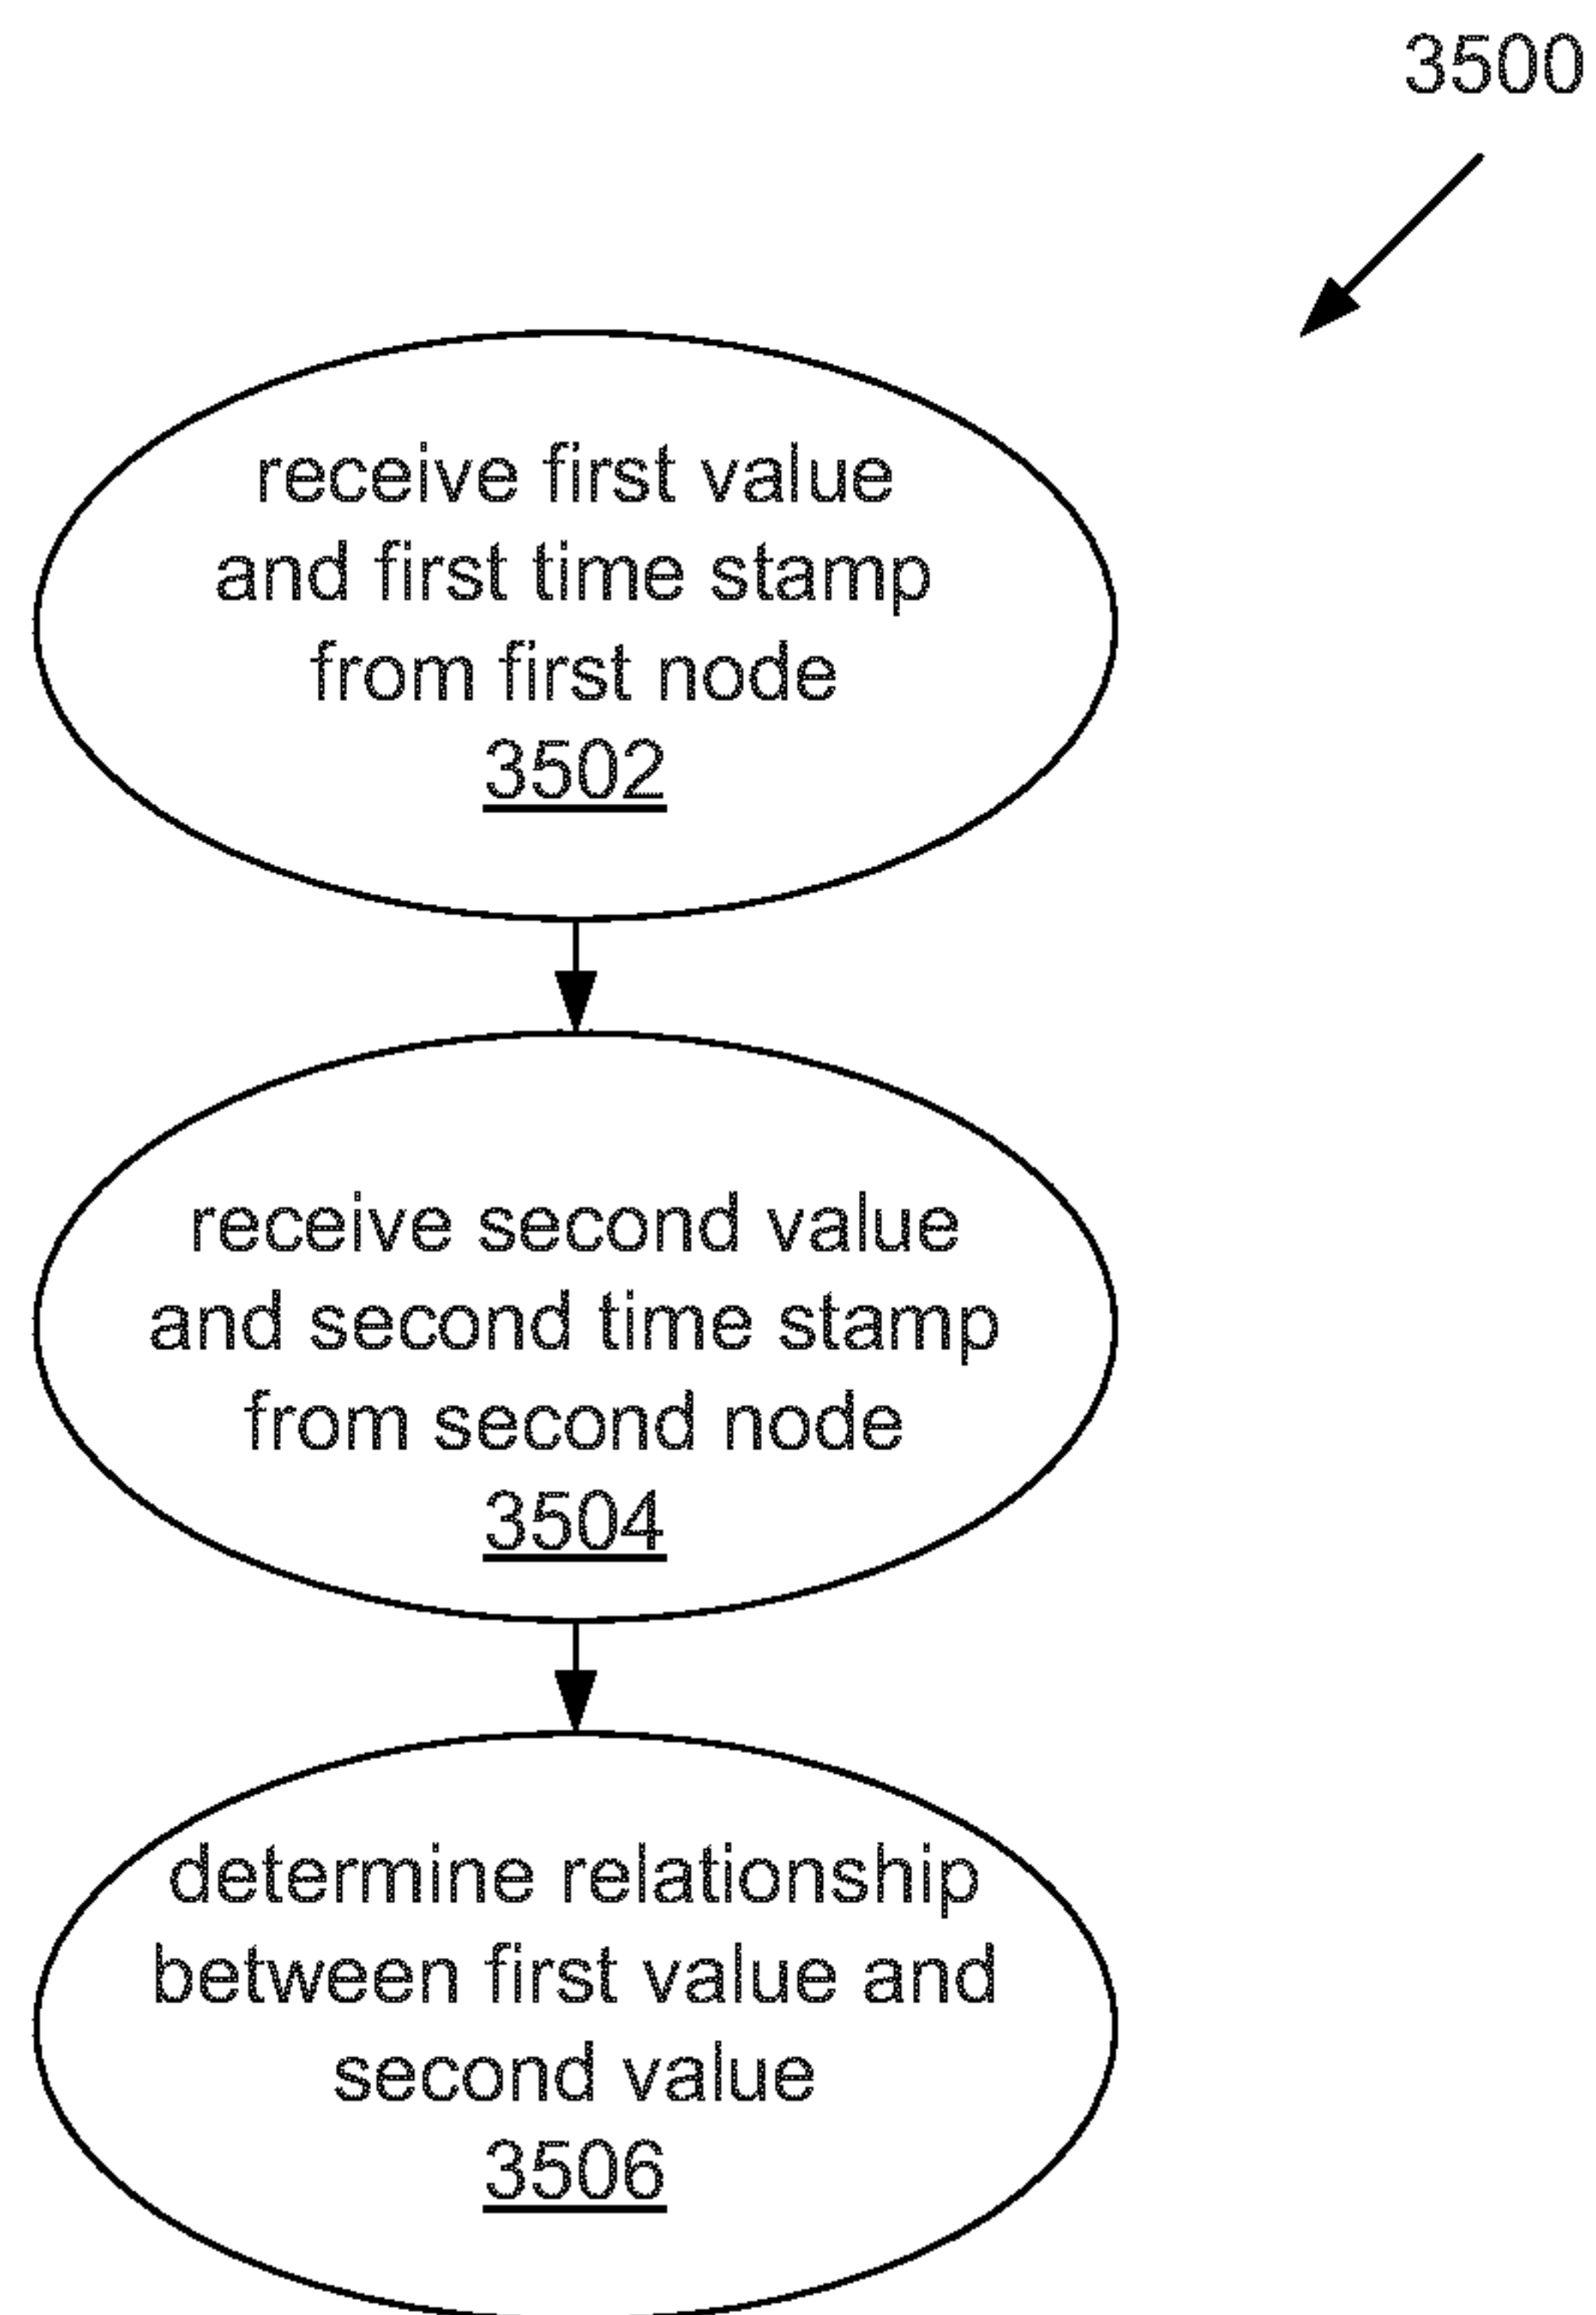 3500
receive first value
and first time stamp
from first node
3502
receive second value
and second time stamp
from second node
3504
determine relationship
between first value and
second value
3506